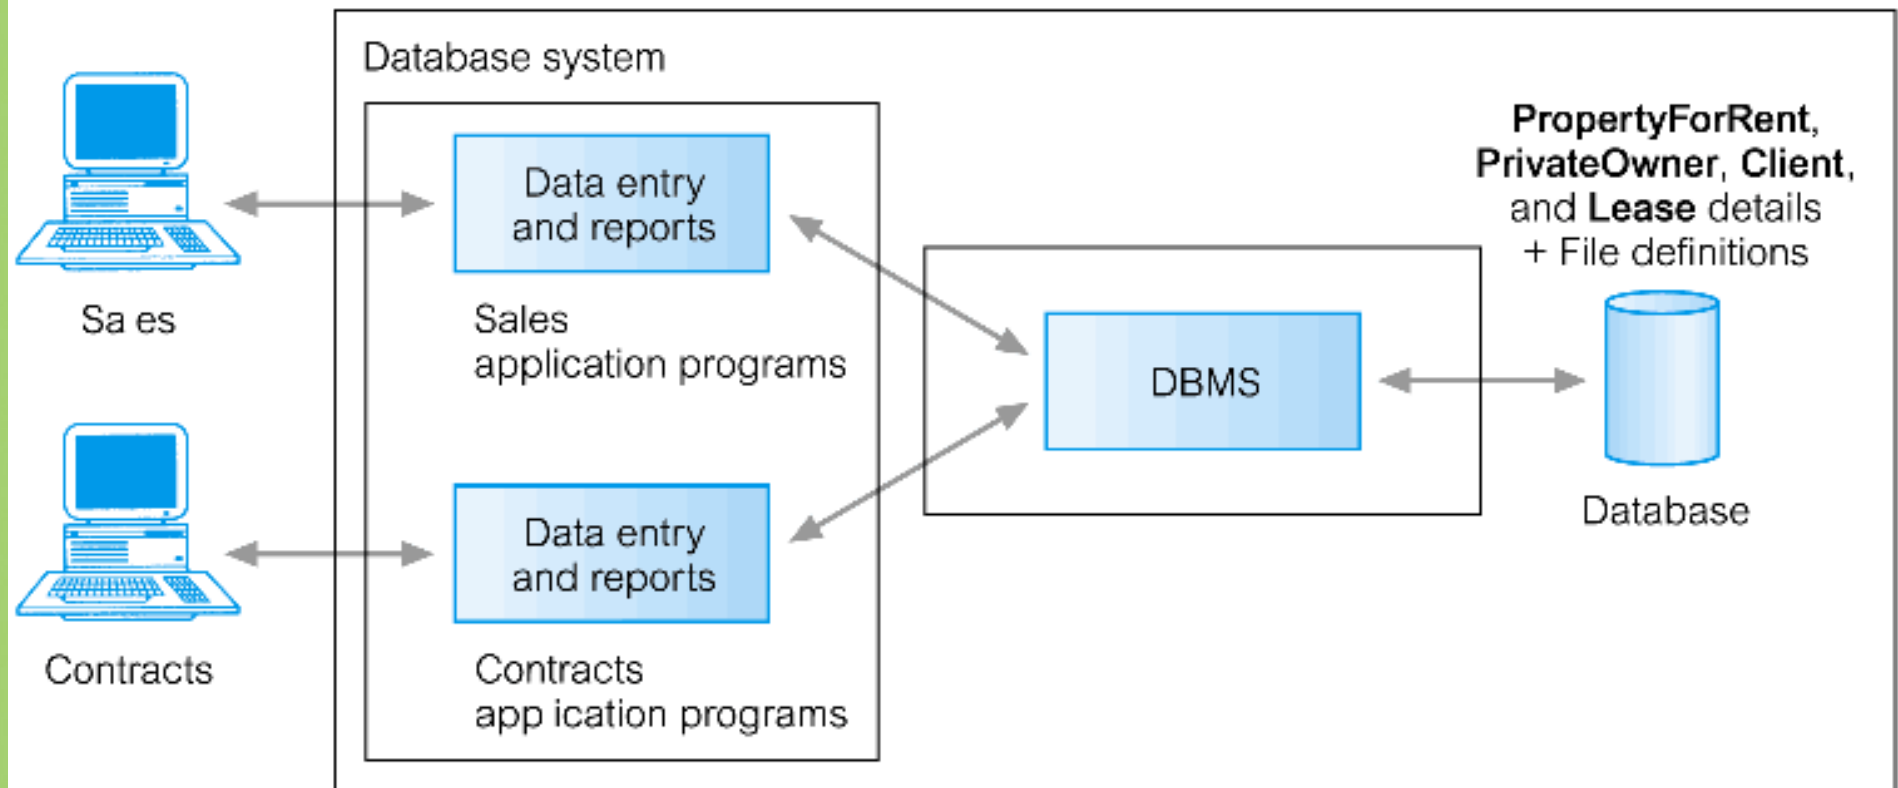 Database system
Data entry
and reports
Sa es
Sales
application programs
PropertyForRent,
PrivateOwner, Client,
and Lease details
+ File definitions
DBMS
Database
Data entry
and reports
Contracts
Contracts
app ication programs